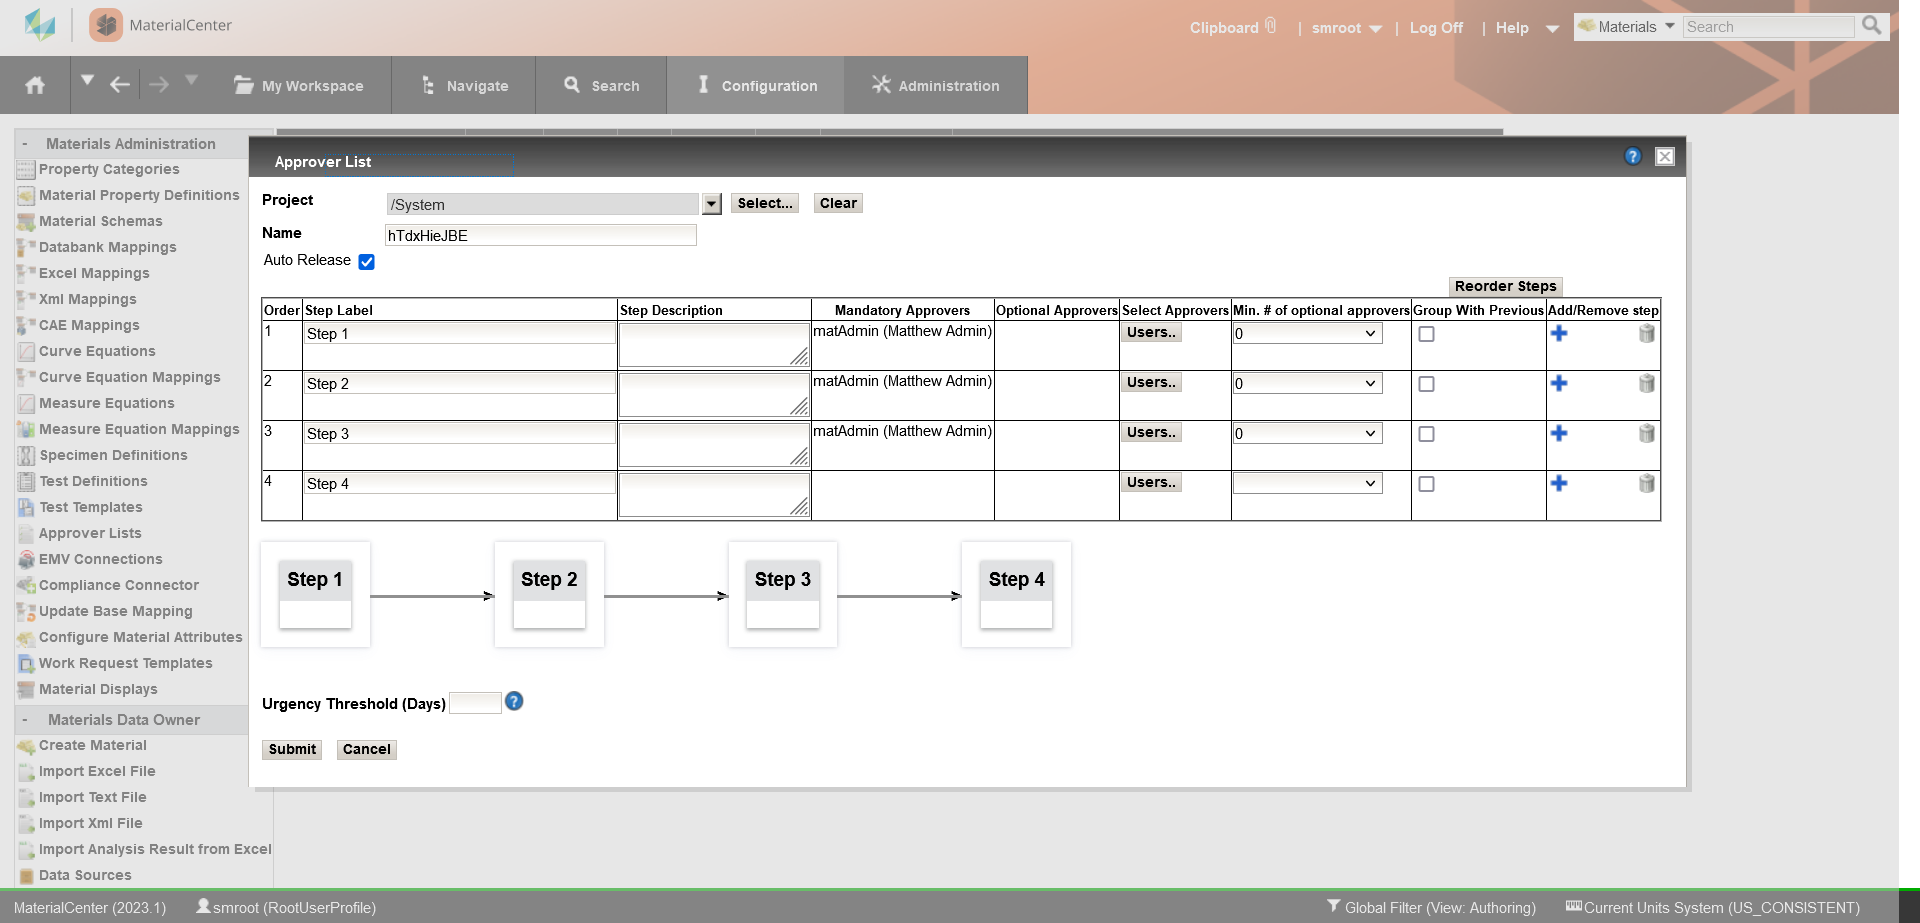 MaterialCenter
Clipboard | smroot | Log Off | Help Materials Search
My Workspace Navigate Search Configuration Administration
- Materials Administration
Property Categories
Material Property Definitions
Material Schemas
Databank Mappings
Excel Mappings
Xml Mappings
CAE Mappings
Curve Equations
Curve Equation Mappings
Measure Equations
Measure Equation Mappings
Specimen Definitions
Test Definitions
Test Templates
Approver Lists
EMV Connections
Compliance Connector
Update Base Mapping
Configure Material Attributes
Work Request Templates
Material Displays
- Materials Data Owner
Create Material
Import Excel File
Import Text File
Import Xml File
Import Analysis Result from Excel
Data Sources
Approver List ?
Project /System Select... Clear
Name hTdxHieJBE
Auto Release
Reorder Steps
Order Step Label Step Description Mandatory Approvers Optional Approvers Select Approvers Min. # of optional approvers Group With Previous Add/Remove step
1 Step 1 matAdmin (Matthew Admin) Users.. 0
2 Step 2 matAdmin (Matthew Admin) Users.. 0
3 Step 3 matAdmin (Matthew Admin) Users.. 0
4 Step 4 Users..
Step 1 Step 2 Step 3 Step 4
Urgency Threshold (Days) ?
Submit Cancel
MaterialCenter (2023.1) smroot (RootUserProfile) Global Filter (View: Authoring) Current Units System (US_CONSISTENT)